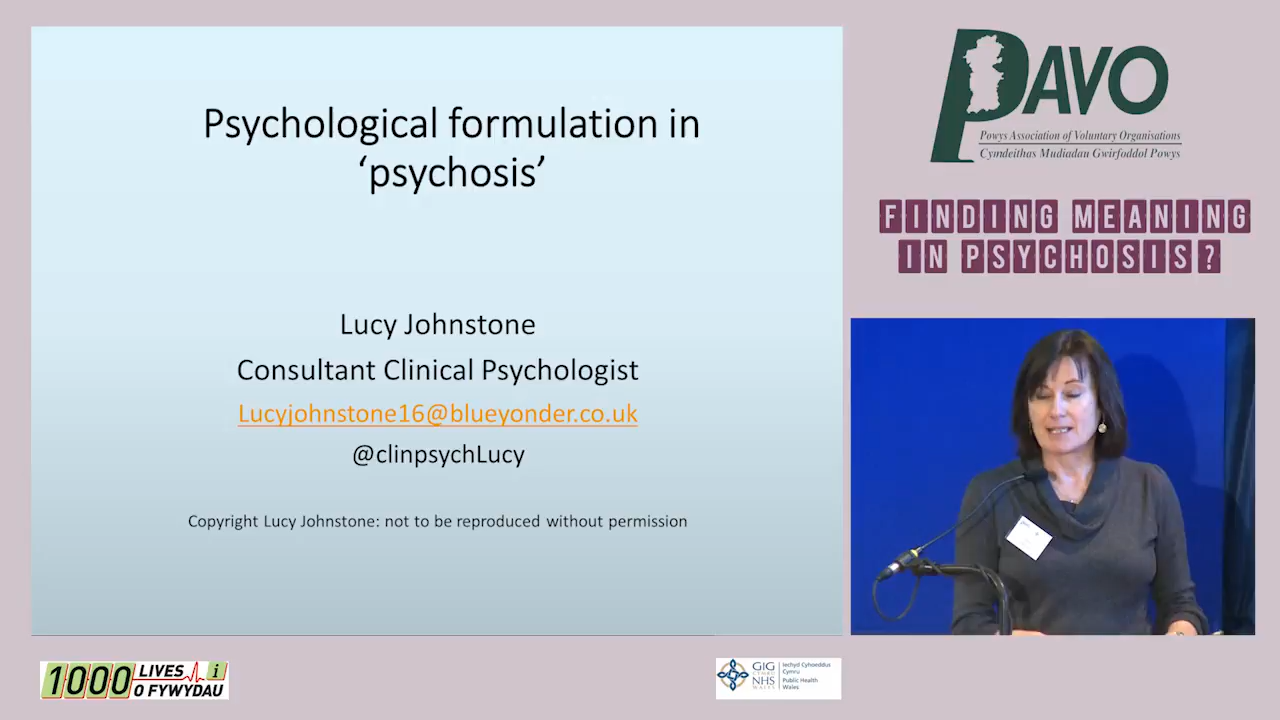 Psychological formulation in
‘psychosis’
Lucy Johnstone
Consultant Clinical Psychologist
Lucyjohnstone16@blueyonder.co.uk
@clinpsychLucy
Copyright Lucy Johnstone: not to be reproduced without permission
PAVO
Powys Association of Voluntary Organisations
Cymdeithas Mudiadau Gwirfoddol Powys
FINDING MEANING
IN PSYCHOSIS?
1000 LIVES i
O FYWYDAU
GIG
CYMRU
NHS
WALES
Iechyd Cyhoeddus
Cymru
Public Health
Wales